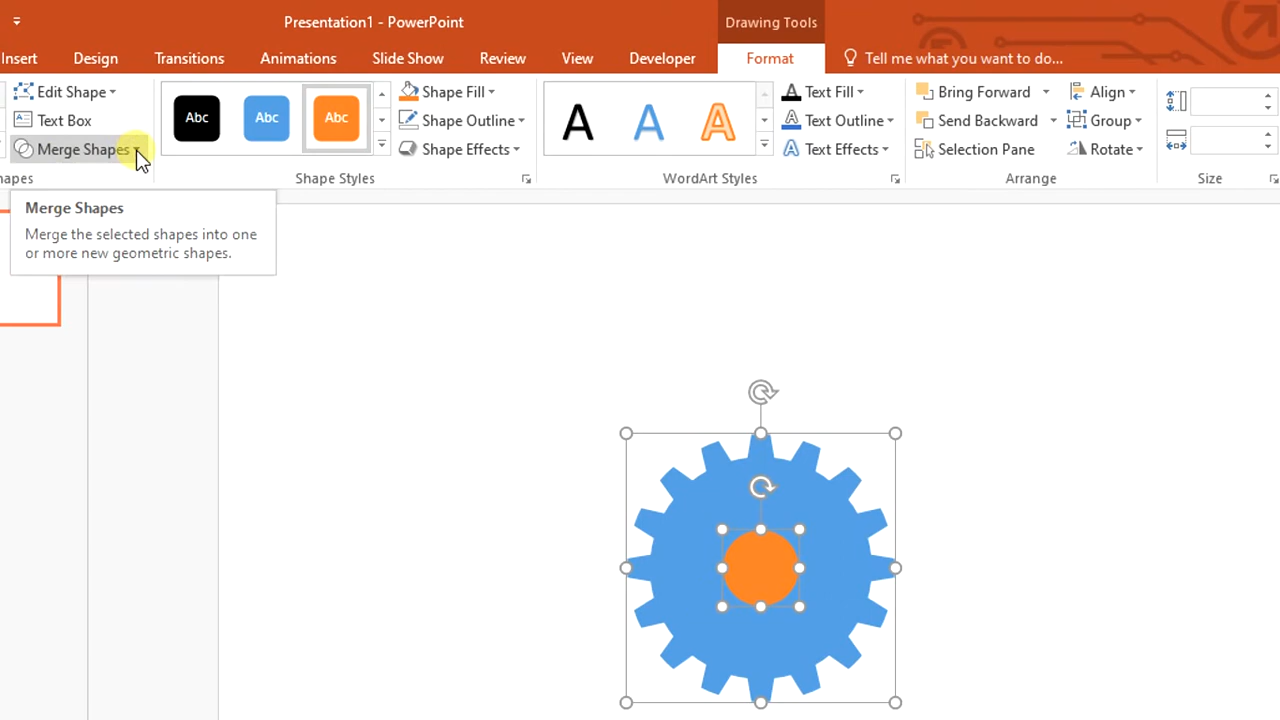 Presentation1 - PowerPoint
Drawing Tools
Insert
Design
Transitions
Animations
Slide Show
Review
View
Developer
Format
Tell me what you want to do...
Edit Shape
Text Box
Merge Shapes
Abc
Abc
Abc
Shape Fill
Shape Outline
Shape Effects
A
A
A
Text Fill
Text Outline
Text Effects
Bring Forward
Send Backward
Selection Pane
Align
Group
Rotate
apes
Shape Styles
WordArt Styles
Arrange
Size
Merge Shapes
Merge the selected shapes into one
or more new geometric shapes.